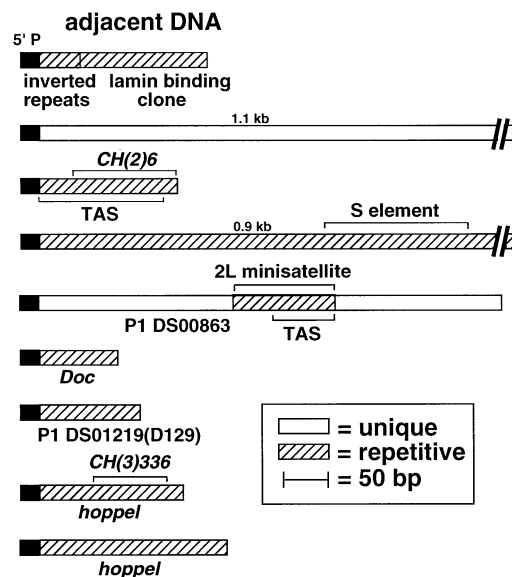 adjacent DNA
5' P
inverted repeats
lamin binding clone
1.1 kb
CH(2)6
TAS
S element
0.9 kb
2L minisatellite
P1 DS00863
TAS
Doc
P1 DS01219(D129)
CH(3)336
hoppel
hoppel
= unique
= repetitive
= 50 bp